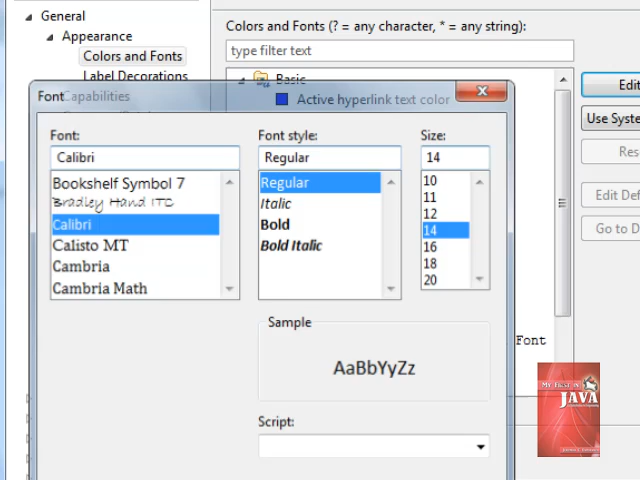 General
Appearance
Colors and Fonts
Label Decorations
Capabilities
Colors and Fonts (? = any character, * = any string):
type filter text
Basic
Active hyperlink text color
Edit
Use Syste
Res
Edit Def
Go to D
Font
Font
Font:
Calibri
Bookshelf Symbol 7
Bradley Hand ITC
Calibri
Calisto MT
Cambria
Cambria Math
Font style:
Regular
Regular
Italic
Bold
Bold Italic
Size:
14
10
11
12
14
16
18
20
Sample
AaBbYyZz
Script:
JAVA